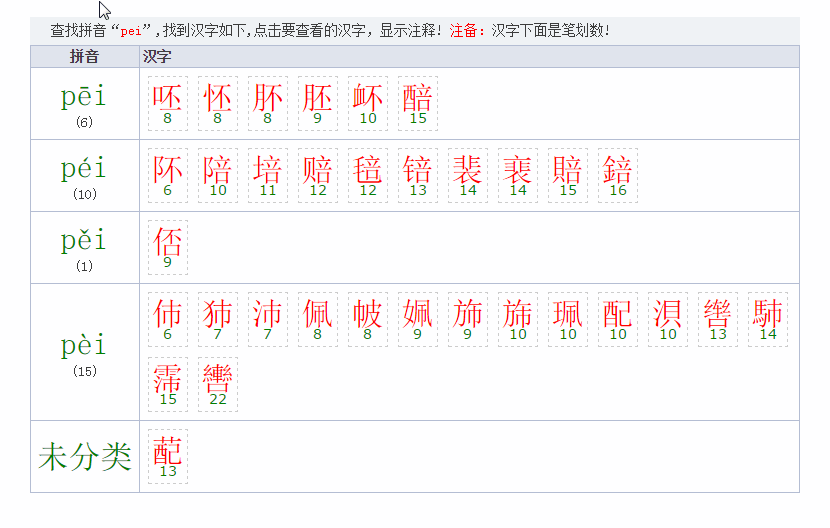 查找拼音“pei”,找到汉字如下,点击要查看的汉字，显示注释！注备：汉字下面是笔划数！
拼音 汉字
pēi 呸 怌 肧 胚 衃 醅
(6) 8 8 8 9 10 15
péi 阫 陪 培 赔 毰 锫 裴 裵 賠 錇
(10) 6 10 11 12 12 13 14 14 15 16
pěi 俖
(1) 9
pèi 伂 犻 沛 佩 帔 姵 斾 旆 珮 配 浿 辔 馷
(15) 6 7 7 8 8 9 9 10 10 10 10 13 14
霈 轡
15 22
未分类 蓜
13